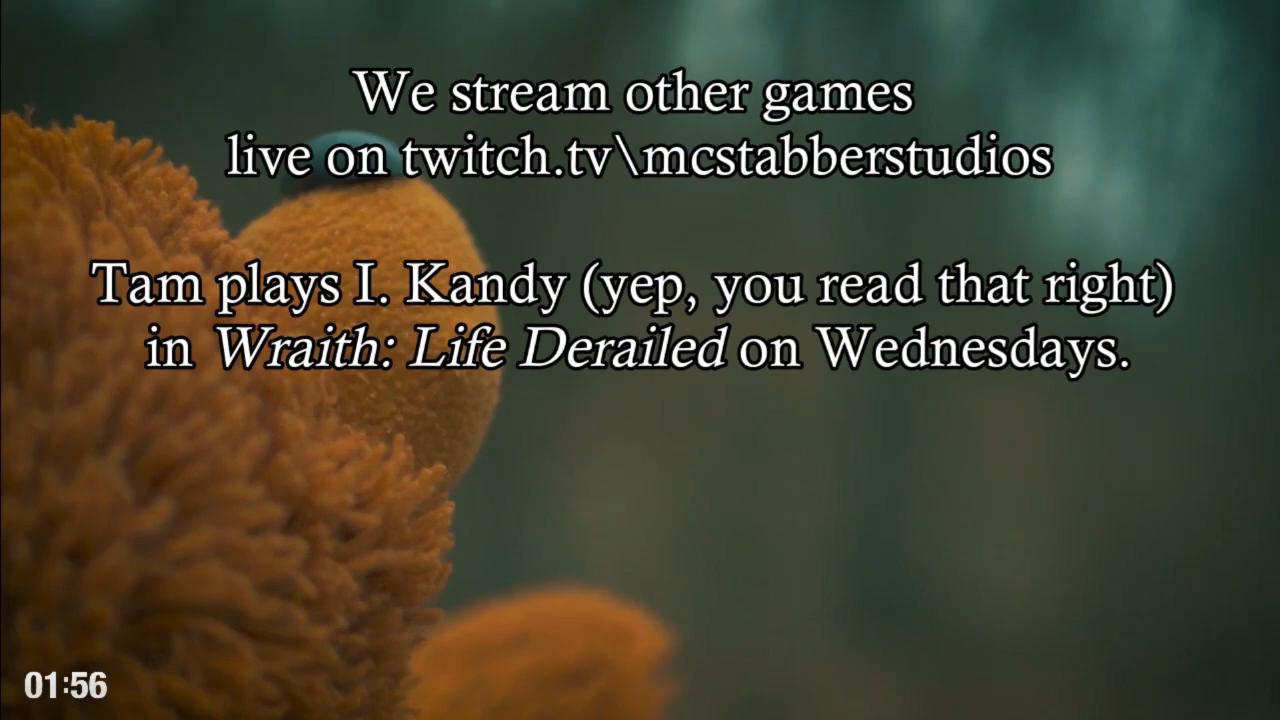 We stream other games
live on twitch.tv\mcstabberstudios
Tam plays I. Kandy (yep, you read that right)
in Wraith: Life Derailed on Wednesdays.
01:56